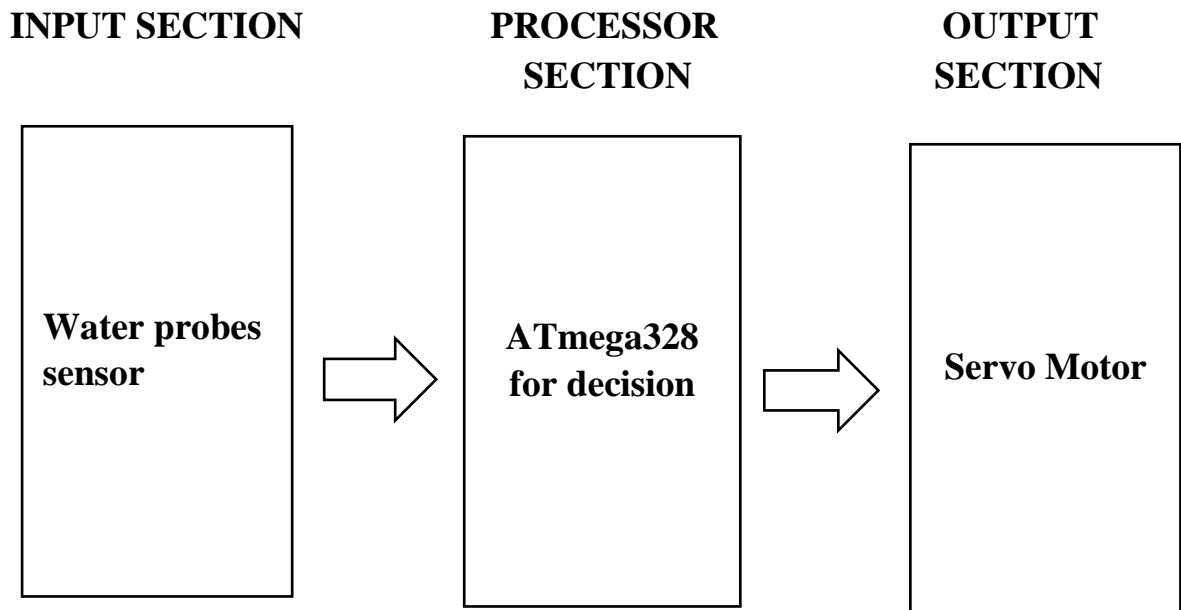 INPUT SECTION
PROCESSOR
SECTION
OUTPUT
SECTION
Water probes
sensor
ATmega328
for decision
Servo Motor